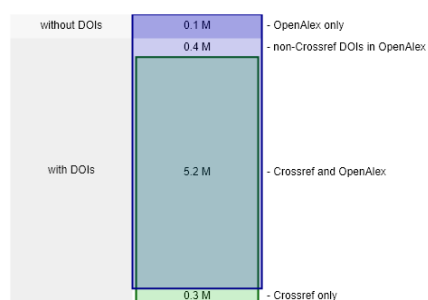 without DOIs 0.1 M - OpenAlex only
0.4 M - non-Crossref DOIs in OpenAlex
with DOIs 5.2 M - Crossref and OpenAlex
0.3 M - Crossref only